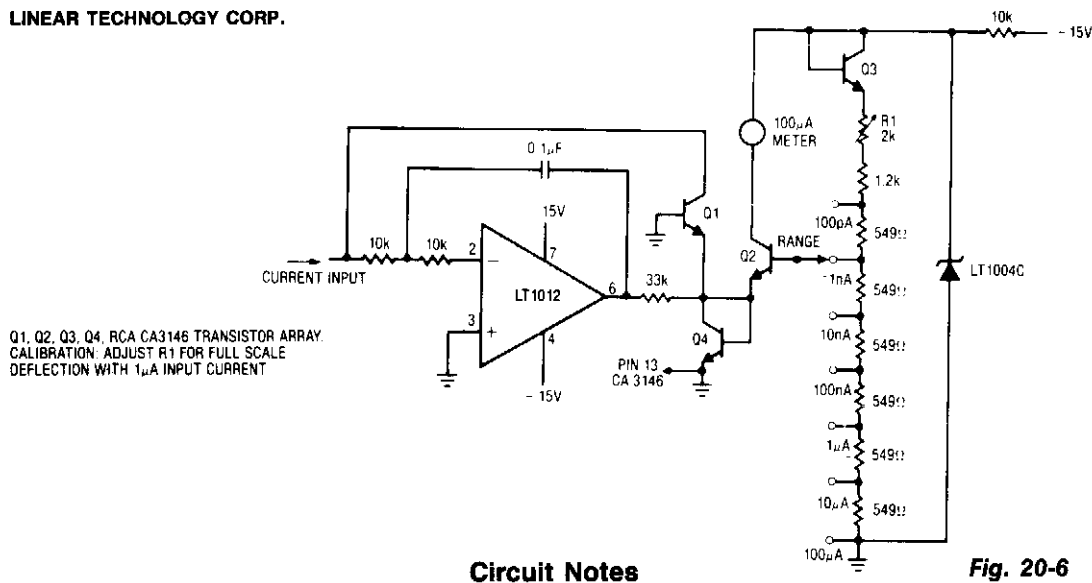 LINEAR TECHNOLOGY CORP.
10k
- 15V
Q3
R1
2k
100µA
METER
0.1µF
1.2k
Q1
100pA
549Ω
15V
RANGE
10k
10k
2
7
Q2
CURRENT INPUT
33k
1nA
549Ω
LT1004C
LT1012
6
3
4
Q4
10nA
549Ω
Q1, Q2, Q3, Q4, RCA CA3146 TRANSISTOR ARRAY.
CALIBRATION: ADJUST R1 FOR FULL SCALE
DEFLECTION WITH 1µA INPUT CURRENT
PIN 13
CA 3146
- 15V
100nA
549Ω
1µA
549Ω
10µA
549Ω
100µA
Circuit Notes
Fig. 20-6